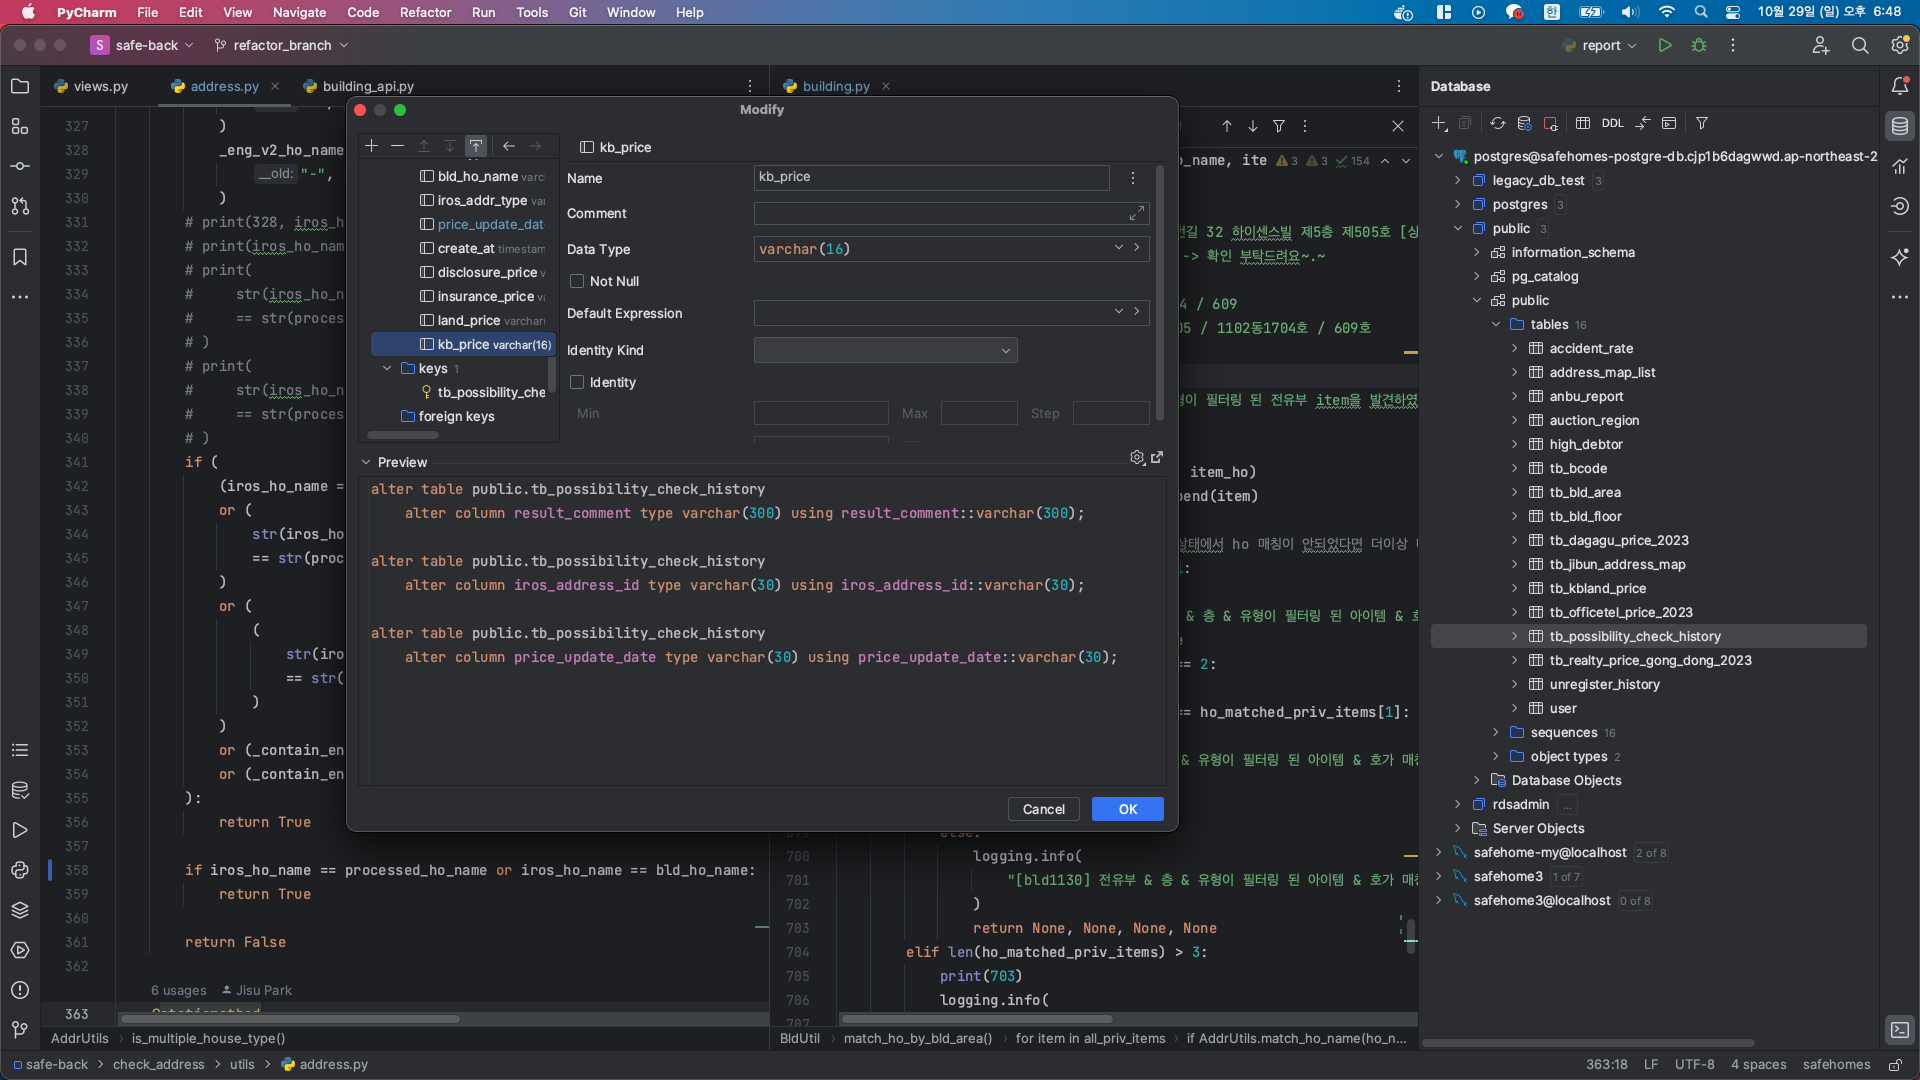 PyCharm File Edit View Navigate Code Refactor Run Tools Git Window Help 한 10월 29일 (일) 오후 6:48
S safe-back refactor_branch report
views.py address.py building_api.py
building.py
Database
DDL
327 )
328 _eng_v2_ho_name
329 __old: "-",
330 )
331 # print(328, iros_h
332 # print(iros_ho_nam
333 # print(
334 # str(iros_ho_n
335 # == str(proces
336 # )
337 # print(
338 # str(iros_ho_n
339 # == str(proces
340 # )
341 if (
342 (iros_ho_name =
343 or (
344 str(iros_ho
345 == str(proc
346 )
347 or (
348 (
349 str(iro
350 == str(
351 )
352 )
353 or (_contain_en
354 or (_contain_en
355 ):
356 return True
357
358 if iros_ho_name == processed_ho_name or iros_ho_name == bld_ho_name:
359 return True
360
361 return False
362
6 usages Jisu Park
363
AddrUtils is_multiple_house_type()
Modify
bld_ho_name varc
iros_addr_type va
price_update_dat
create_at timestam
disclosure_price v
insurance_price va
land_price varchar(
kb_price varchar(16)
keys 1
tb_possibility_che
foreign keys
kb_price
Name kb_price
Comment
Data Type varchar(16)
Not Null
Default Expression
Identity Kind
Identity
Min Max Step
Preview
alter table public.tb_possibility_check_history
alter column result_comment type varchar(300) using result_comment::varchar(300);
alter table public.tb_possibility_check_history
alter column iros_address_id type varchar(30) using iros_address_id::varchar(30);
alter table public.tb_possibility_check_history
alter column price_update_date type varchar(30) using price_update_date::varchar(30);
Cancel OK
o_name, ite 3 3 154
번길 32 하이센스빌 제5층 제505호 [상
-> 확인 부탁드려요~.~
4 / 609
05 / 1102동1704호 / 609호
형이 필터링 된 전유부 item을 발견하였
item_ho)
pend(item)
상태에서 ho 매칭이 안되었다면 더이상
1:
& 층 & 유형이 필터링 된 아이템 & 호
e
== 2:
== ho_matched_priv_items[1]:
& 유형이 필터링 된 아이템 & 호가 매칭
else:
700 logging.info(
701 "[bld1130] 전유부 & 층 & 유형이 필터링 된 아이템 & 호가 매칭
702 )
703 return None, None, None, None
704 elif len(ho_matched_priv_items) > 3:
705 print(703)
706 logging.info(
707
BldUtil match_ho_by_bld_area() for item in all_priv_items if AddrUtils.match_ho_name(ho_n...
postgres@safehomes-postgre-db.cjp1b6dagwwd.ap-northeast-2
legacy_db_test 3
postgres 3
public 3
information_schema
pg_catalog
public
tables 16
accident_rate
address_map_list
anbu_report
auction_region
high_debtor
tb_bcode
tb_bld_area
tb_bld_floor
tb_dagagu_price_2023
tb_jibun_address_map
tb_kbland_price
tb_officetel_price_2023
tb_possibility_check_history
tb_realty_price_gong_dong_2023
unregister_history
user
sequences 16
object types 2
Database Objects
rdsadmin ...
Server Objects
safehome-my@localhost 2 of 8
safehome3 1 of 7
safehome3@localhost 0 of 8
safe-back check_address utils address.py 363:18 LF UTF-8 4 spaces safehomes